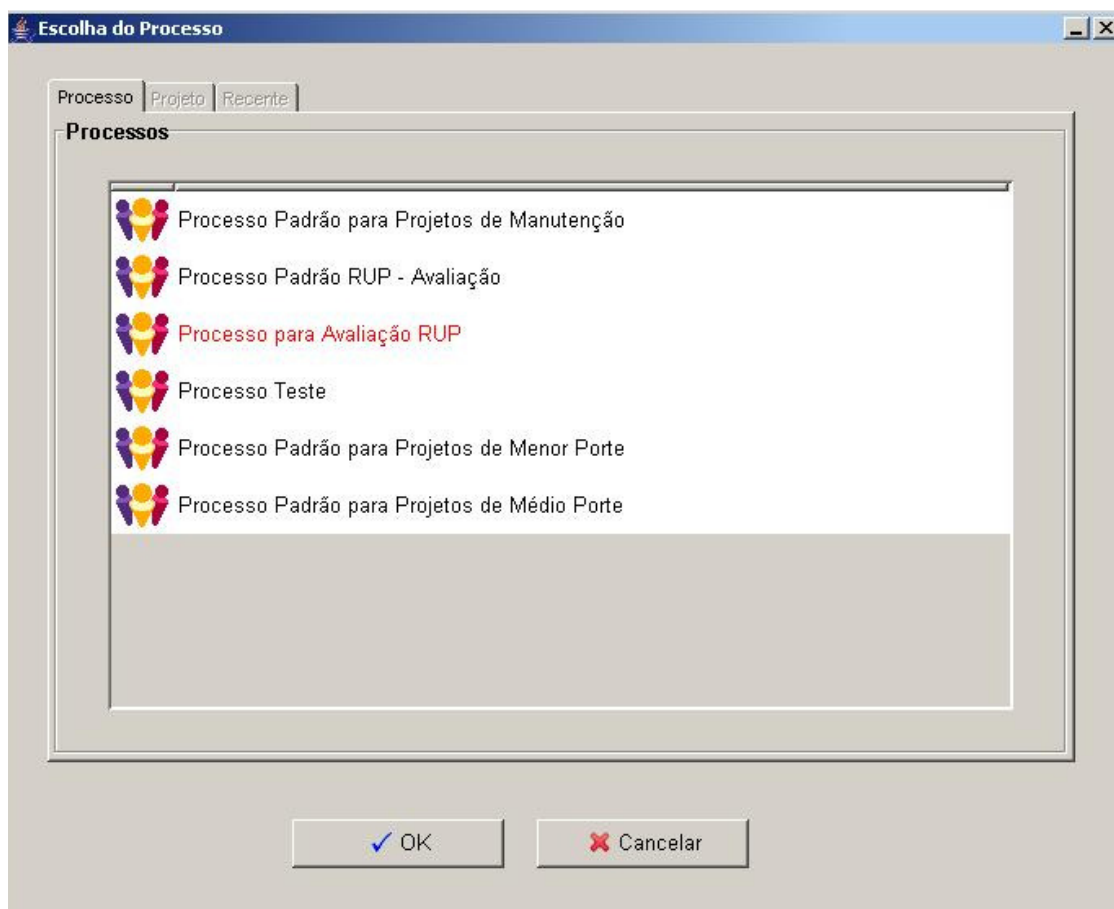 Escolha do Processo
Processo Projeto Recente
Processos
Processo Padrão para Projetos de Manutenção
Processo Padrão RUP - Avaliação
Processo para Avaliação RUP
Processo Teste
Processo Padrão para Projetos de Menor Porte
Processo Padrão para Projetos de Médio Porte
OK Cancelar